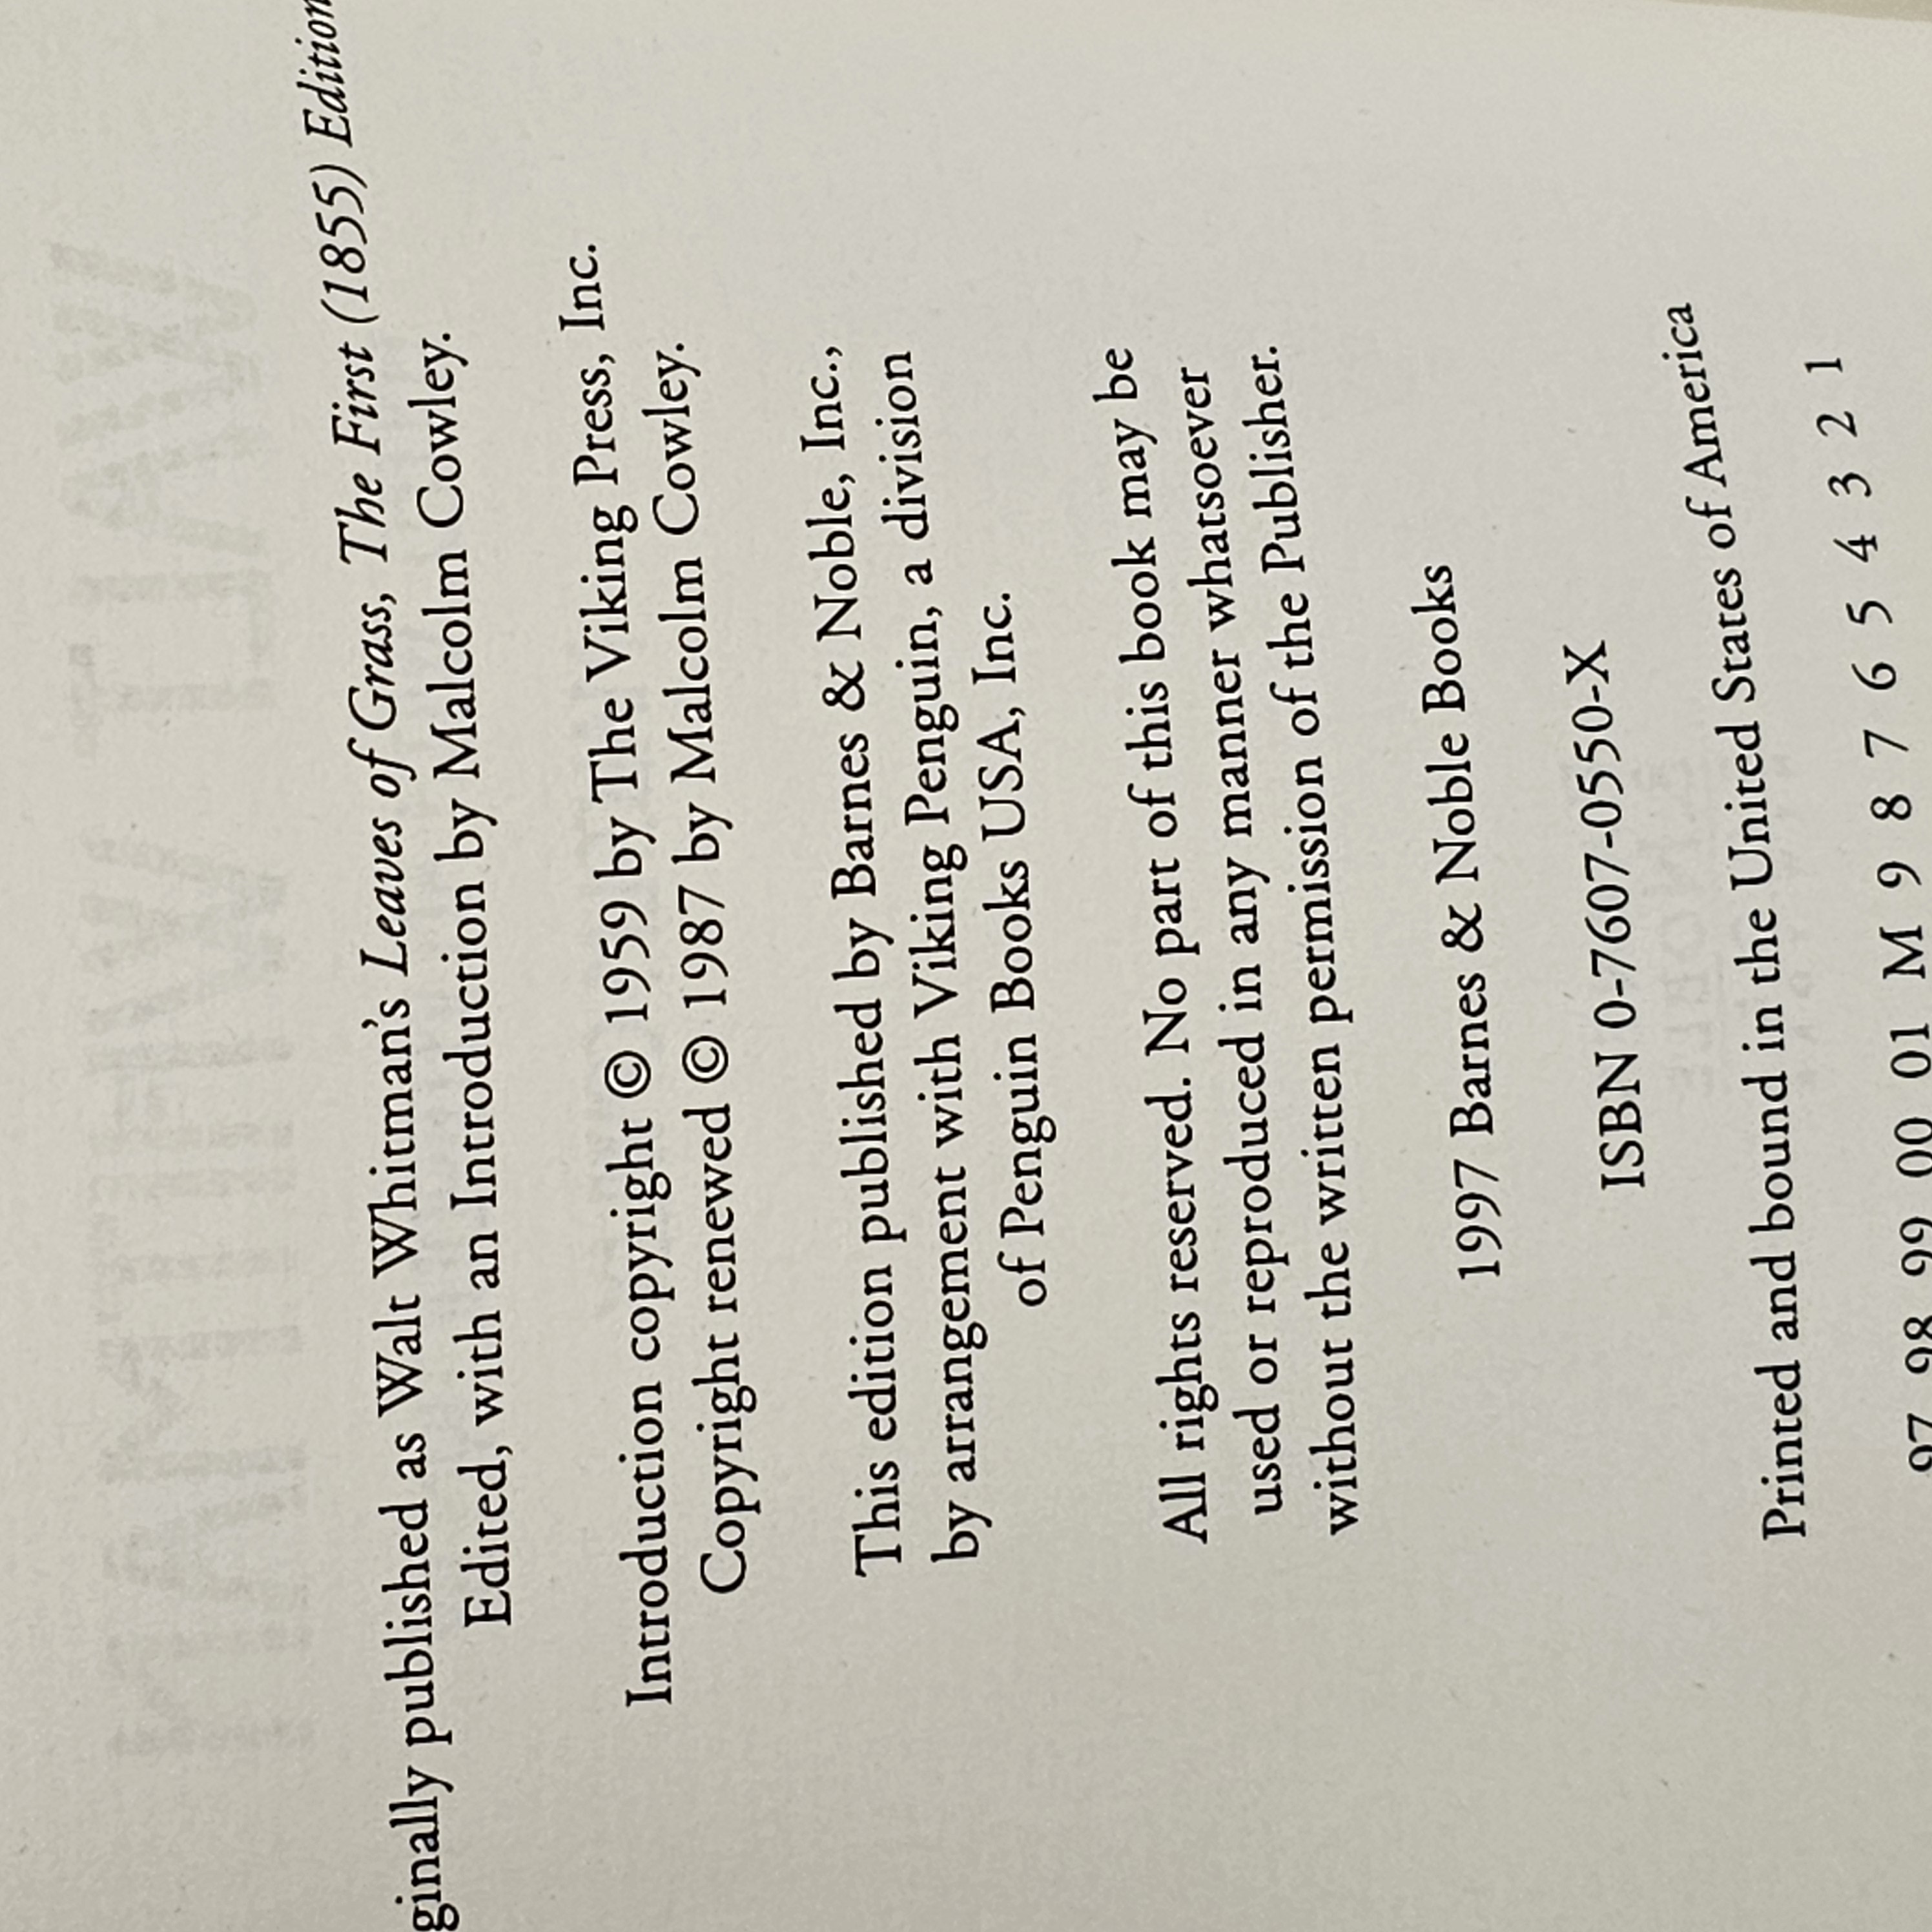 ginally published as Walt Whitman's Leaves of Grass, The First (1855) Edition
Edited, with an Introduction by Malcolm Cowley.
Introduction copyright © 1959 by The Viking Press, Inc.
Copyright renewed © 1987 by Malcolm Cowley.
This edition published by Barnes & Noble, Inc.,
by arrangement with Viking Penguin, a division
of Penguin Books USA, Inc.
All rights reserved. No part of this book may be
used or reproduced in any manner whatsoever
without the written permission of the Publisher.
1997 Barnes & Noble Books
ISBN 0-7607-0550-X
Printed and bound in the United States of America
97 98 99 00 01 M 9 8 7 6 5 4 3 2 1